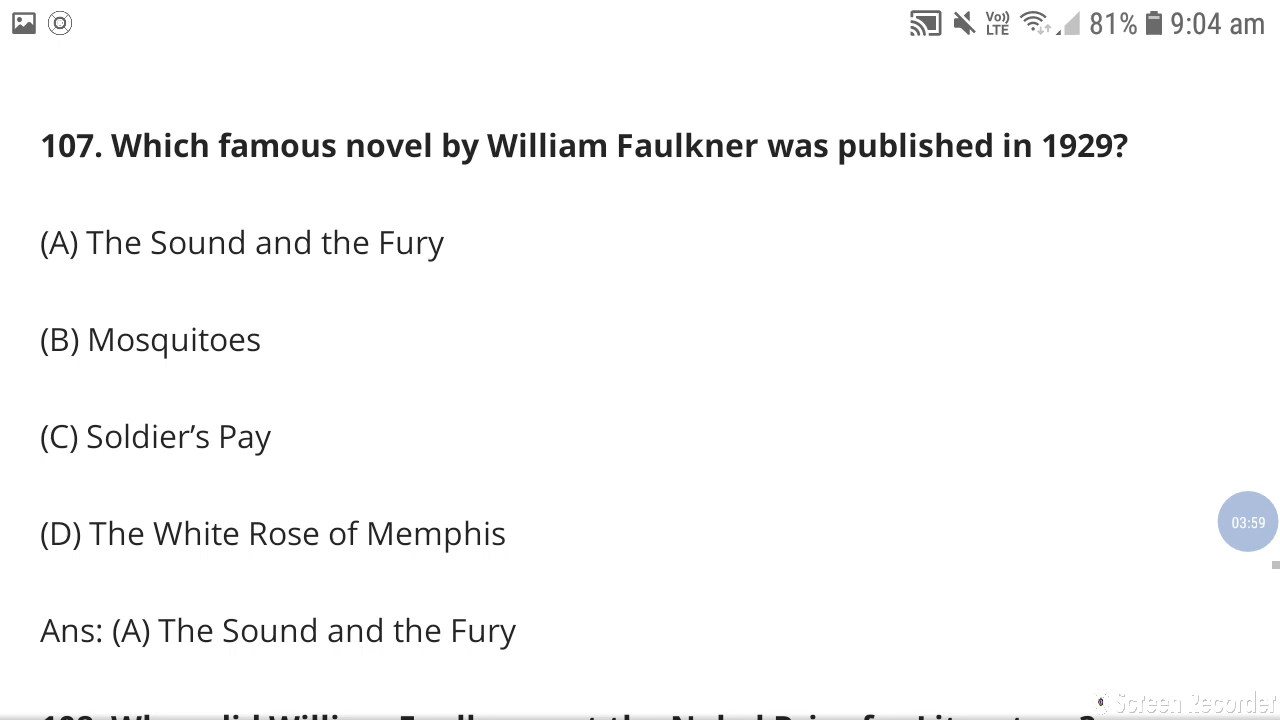 Vo)) LTE 81% 9:04 am
107. Which famous novel by William Faulkner was published in 1929?
(A) The Sound and the Fury
(B) Mosquitoes
(C) Soldier’s Pay
(D) The White Rose of Memphis
03:59
Ans: (A) The Sound and the Fury
Screen Recorder